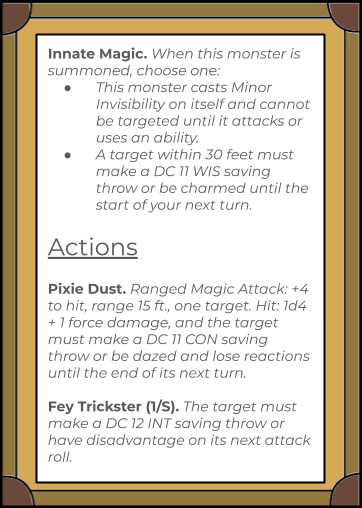 Innate Magic. When this monster is
summoned, choose one:
● This monster casts Minor
Invisibility on itself and cannot
be targeted until it attacks or
uses an ability.
● A target within 30 feet must
make a DC 11 WIS saving
throw or be charmed until the
start of your next turn.
Actions
Pixie Dust. Ranged Magic Attack: +4
to hit, range 15 ft., one target. Hit: 1d4
+ 1 force damage, and the target
must make a DC 11 CON saving
throw or be dazed and lose reactions
until the end of its next turn.
Fey Trickster (1/S). The target must
make a DC 12 INT saving throw or
have disadvantage on its next attack
roll.